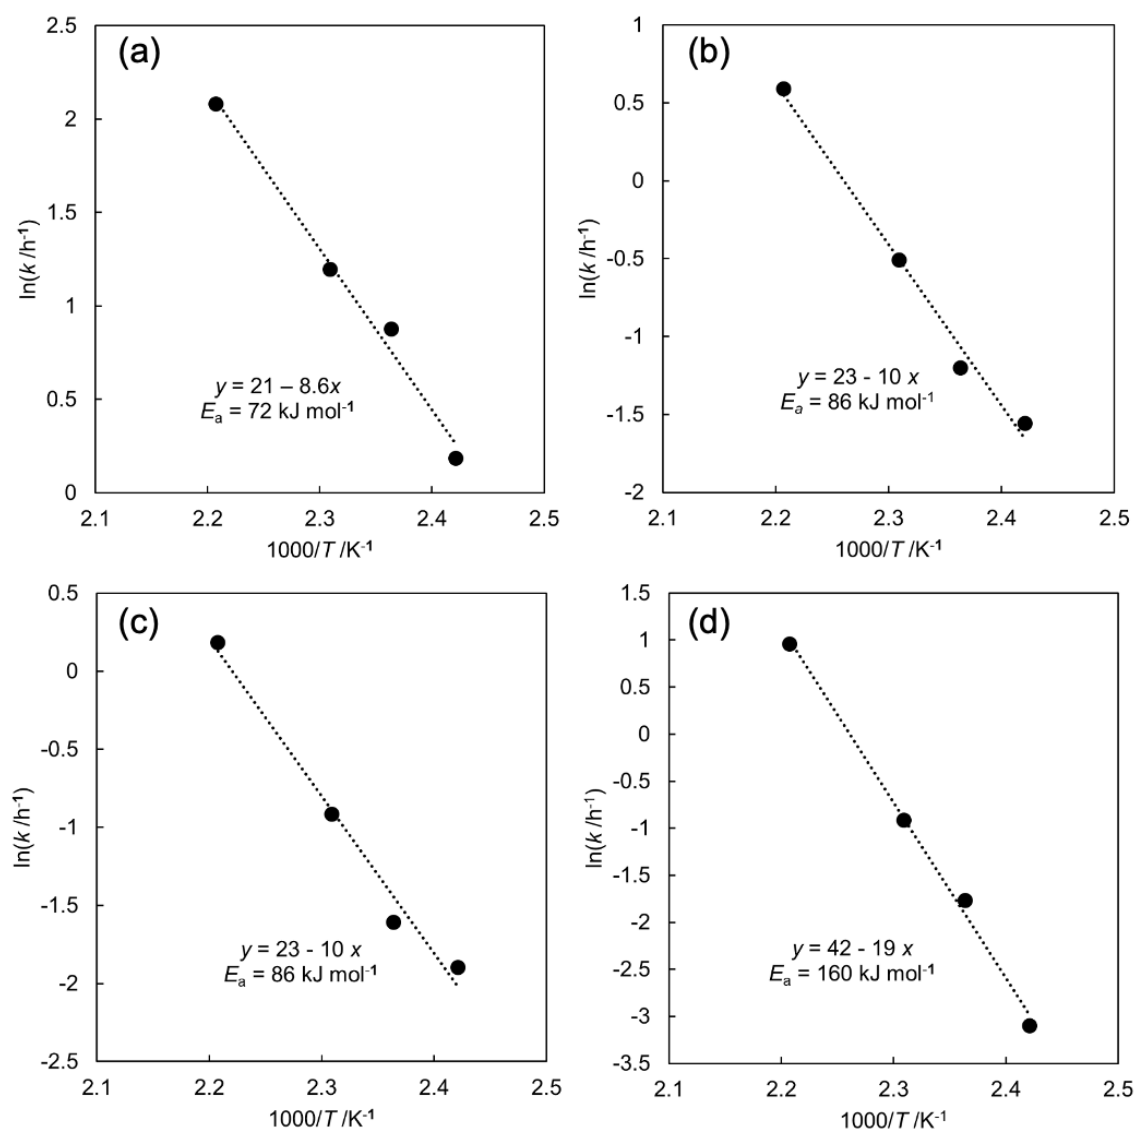 (a)
2.5
2
1.5
1
0.5
0
ln(k /h-1)
y = 21 – 8.6x
Ea = 72 kJ mol-1
2.1 2.2 2.3 2.4 2.5
1000/T /K-1
(b)
1
0.5
0
-0.5
-1
-1.5
-2
ln(k /h-1)
y = 23 - 10 x
Ea = 86 kJ mol-1
2.1 2.2 2.3 2.4 2.5
1000/T /K-1
(c)
0.5
0
-0.5
-1
-1.5
-2
-2.5
ln(k /h-1)
y = 23 - 10 x
Ea = 86 kJ mol-1
2.1 2.2 2.3 2.4 2.5
1000/T /K-1
(d)
1.5
1
0.5
0
-0.5
-1
-1.5
-2
-2.5
-3
-3.5
ln(k /h-1)
y = 42 - 19 x
Ea = 160 kJ mol-1
2.1 2.2 2.3 2.4 2.5
1000/T /K-1